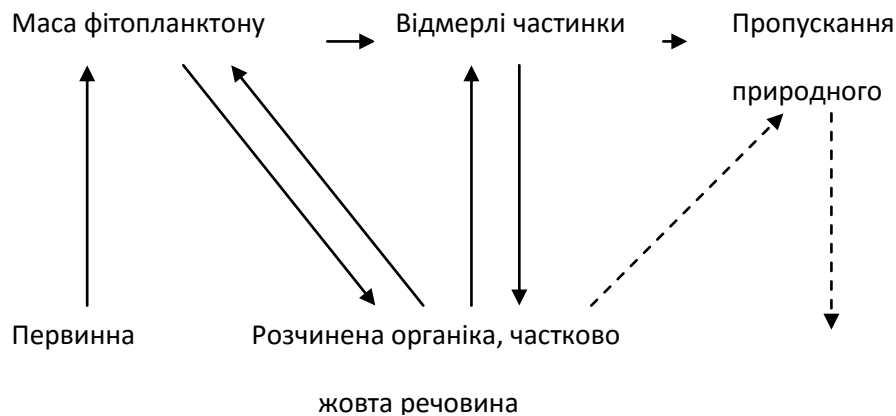 Маса фітопланктону Відмерлі частинки Пропускання
природного
Первинна Розчинена органіка, частково
жовта речовина